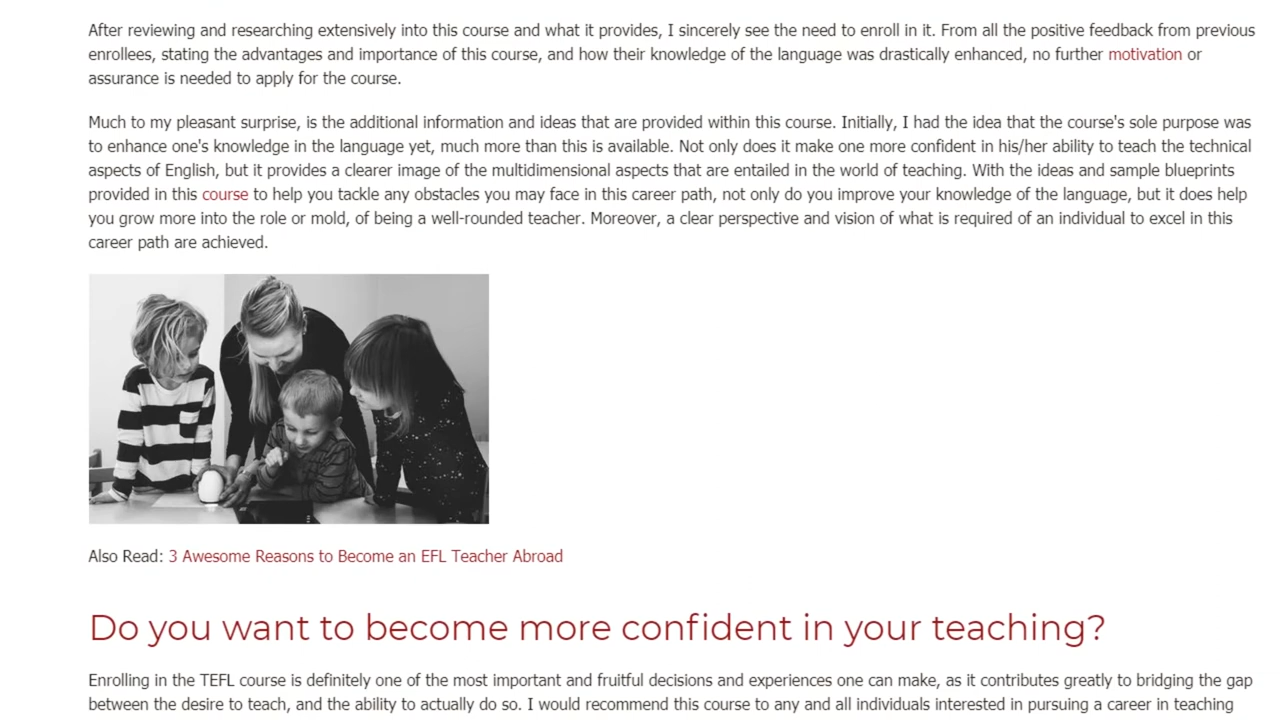 After reviewing and researching extensively into this course and what it provides, I sincerely see the need to enroll in it. From all the positive feedback from previous
enrollees, stating the advantages and importance of this course, and how their knowledge of the language was drastically enhanced, no further motivation or
assurance is needed to apply for the course.
Much to my pleasant surprise, is the additional information and ideas that are provided within this course. Initially, I had the idea that the course's sole purpose was
to enhance one's knowledge in the language yet, much more than this is available. Not only does it make one more confident in his/her ability to teach the technical
aspects of English, but it provides a clearer image of the multidimensional aspects that are entailed in the world of teaching. With the ideas and sample blueprints
provided in this course to help you tackle any obstacles you may face in this career path, not only do you improve your knowledge of the language, but it does help
you grow more into the role or mold, of being a well-rounded teacher. Moreover, a clear perspective and vision of what is required of an individual to excel in this
career path are achieved.
Also Read: 3 Awesome Reasons to Become an EFL Teacher Abroad
Do you want to become more confident in your teaching?
Enrolling in the TEFL course is definitely one of the most important and fruitful decisions and experiences one can make, as it contributes greatly to bridging the gap
between the desire to teach, and the ability to actually do so. I would recommend this course to any and all individuals interested in pursuing a career in teaching